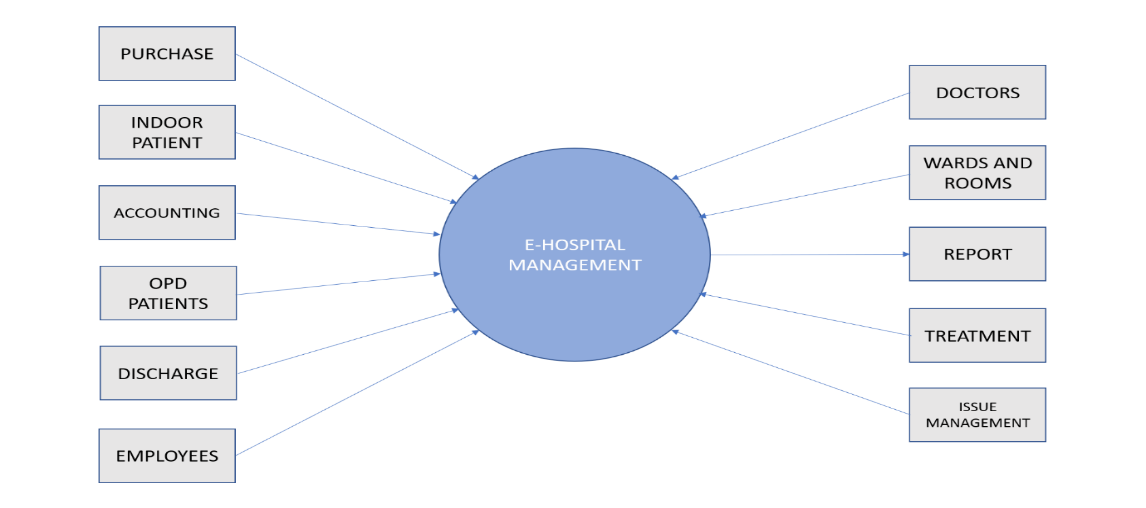 PURCHASE
INDOOR
PATIENT
ACCOUNTING
OPD
PATIENTS
DISCHARGE
EMPLOYEES
E-HOSPITAL
MANAGEMENT
DOCTORS
WARDS AND
ROOMS
REPORT
TREATMENT
ISSUE
MANAGEMENT